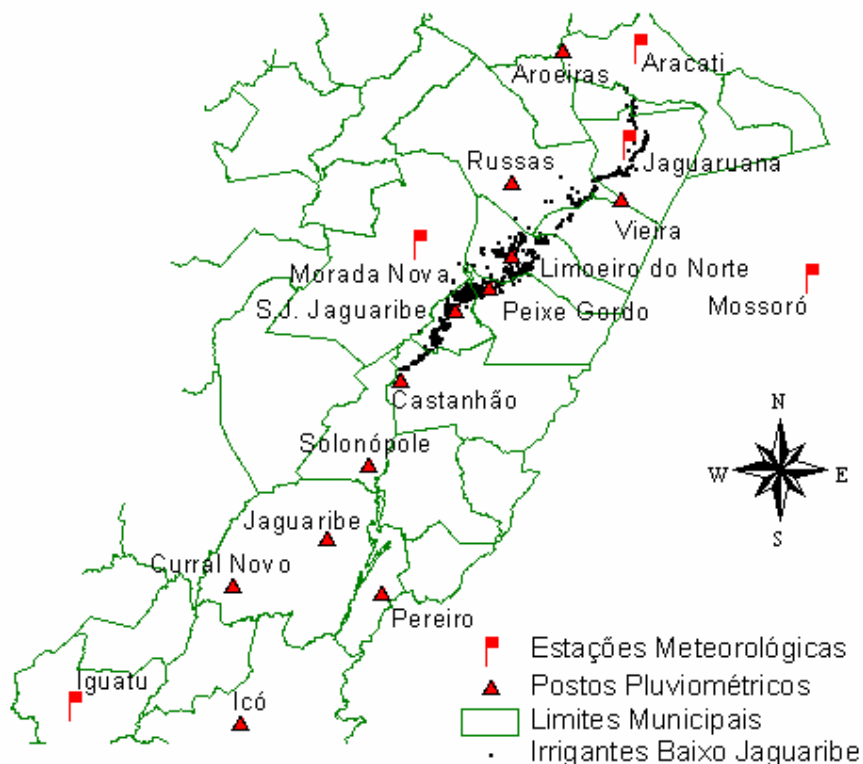 Aroeiras
Aracati
Russas
Jaguaruana
Vieira
Morada Nova
Limoeiro do Norte
Mossoró
S.J. Jaguaribe
Peixe Gordo
Castanhão
Solonópole
Jaguaribe
Curral Novo
Pereiro
Iguatu
Icó
N
W
E
S
Estações Meteorológicas
Postos Pluviométricos
Limites Municipais
Irrigantes Baixo Jaguaribe